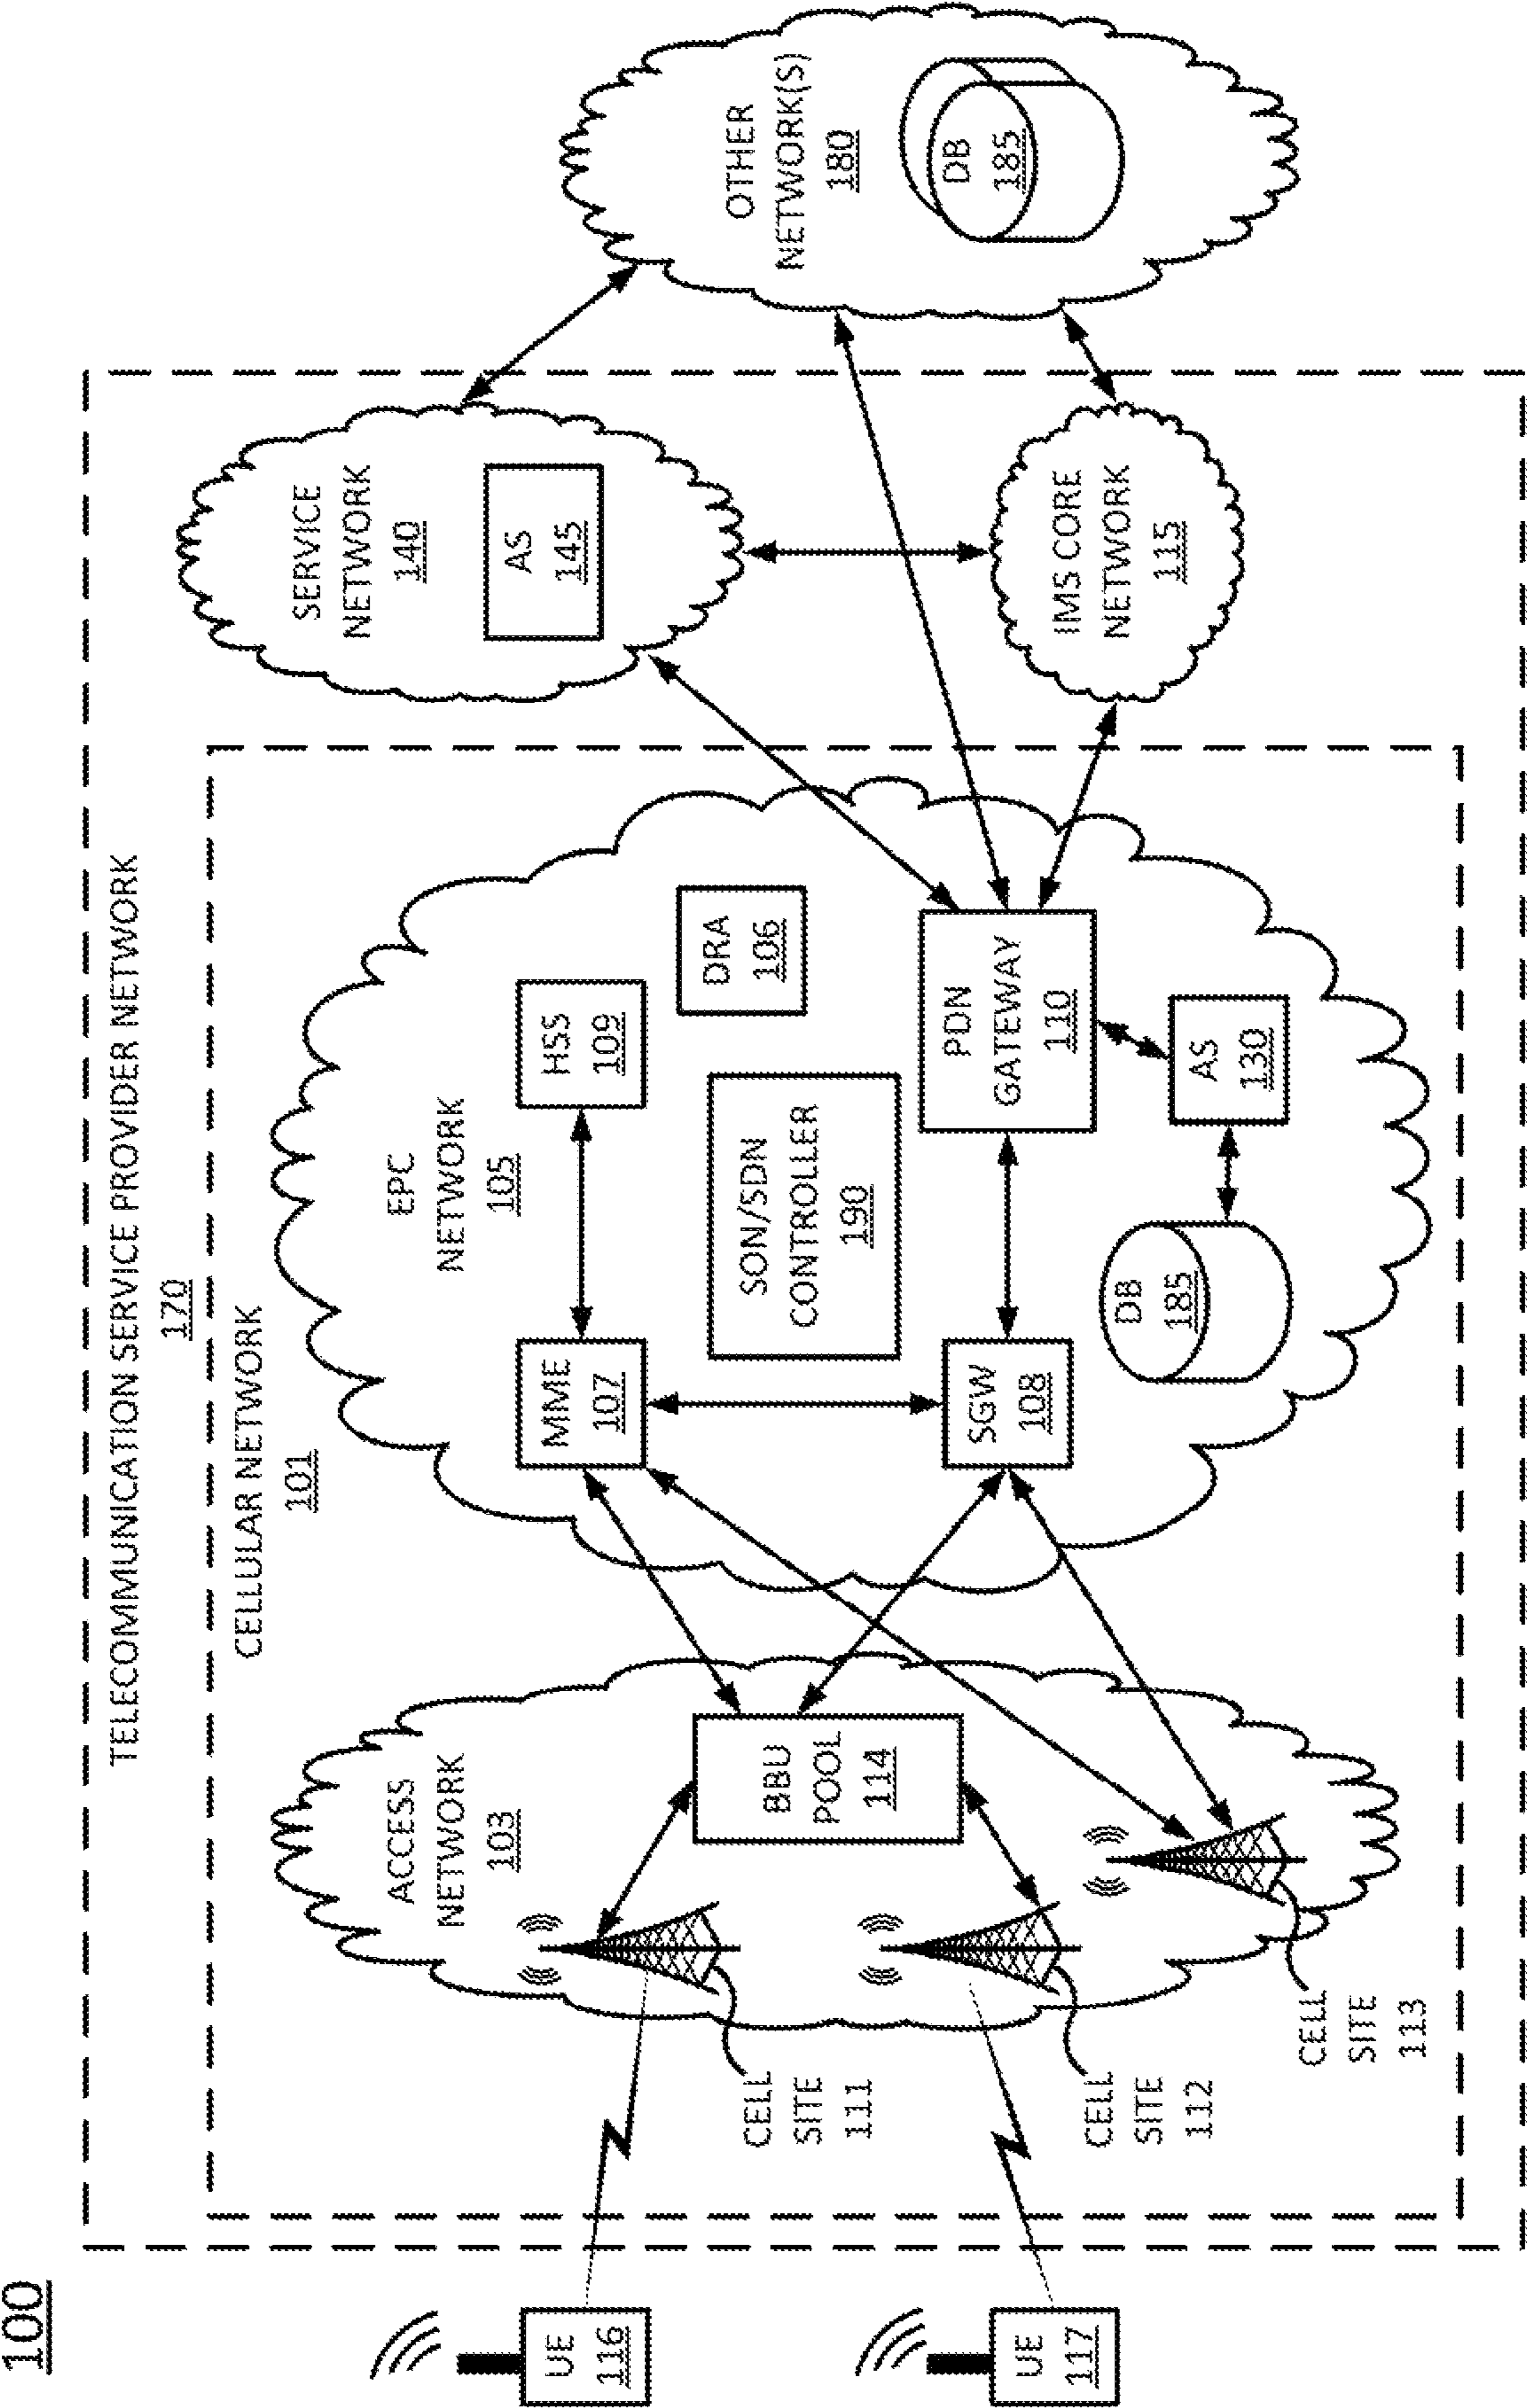 100
TELECOMMUNICATION SERVICE PROVIDER NETWORK
170
CELLULAR NETWORK
101
UE
116
UE
117
ACCESS
NETWORK
103
CELL
SITE
111
CELL
SITE
112
CELL
SITE
113
BBU
POOL
114
EPC
NETWORK
105
MME
107
HSS
109
DRA
106
SON/SDN
CONTROLLER
190
SGW
108
PDN
GATEWAY
110
DB
185
AS
130
SERVICE
NETWORK
140
AS
145
IMS CORE
NETWORK
115
OTHER
NETWORK(S)
180
DB
185